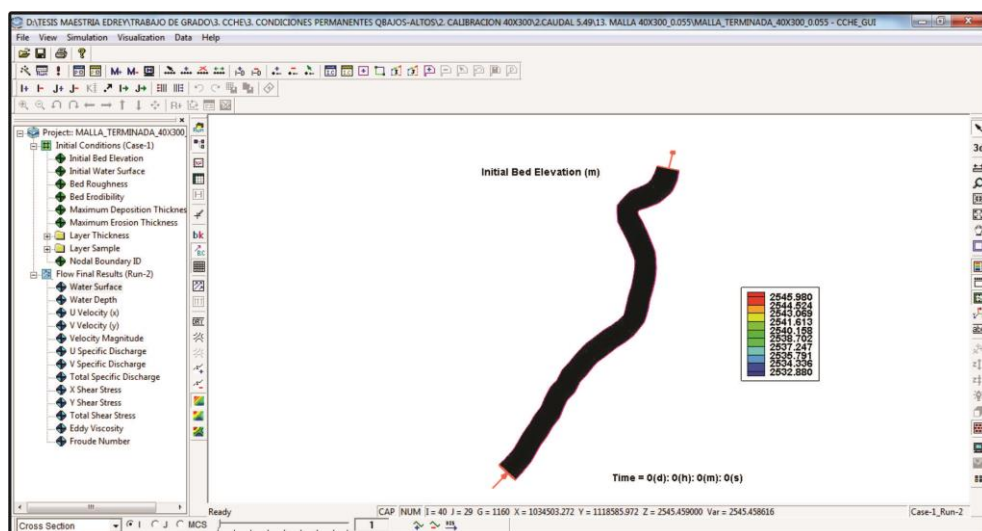 D:\TESIS MAESTRIA EDREY\TRABAJO DE GRADO\3. CCHE\3. CONDICIONES PERMANENTES QBAJOS-ALTOS\2. CALIBRACION 40X300\2.CAUDAL 5.49\13. MALLA 40X300_0.055\MALLA_TERMINADA_40X300_0.055 - CCHE_GUI
File View Simulation Visualization Data Help
M+ M-
I+ I- J+ J-
Project:: MALLA_TERMINADA_40X300_
Initial Conditions (Case-1)
Initial Bed Elevation
Initial Water Surface
Bed Roughness
Bed Erodibility
Maximum Deposition Thicknes
Maximum Erosion Thickness
Layer Thickness
Layer Sample
Nodal Boundary ID
Flow Final Results (Run-2)
Water Surface
Water Depth
U Velocity (x)
V Velocity (y)
Velocity Magnitude
U Specific Discharge
V Specific Discharge
Total Specific Discharge
X Shear Stress
Y Shear Stress
Total Shear Stress
Eddy Viscosity
Froude Number
bk
Initial Bed Elevation (m)
2545.980
2544.524
2543.069
2541.613
2540.158
2538.702
2537.247
2535.791
2534.336
2532.880
Time = 0(d): 0(h): 0(m): 0(s)
Ready
CAP NUM I = 40 J = 29 G = 1160 X = 1034503.272 Y = 1118585.972 Z = 2545.459000 Var = 2545.458616
Case-1_Run-2
Cross Section I J MCS 1